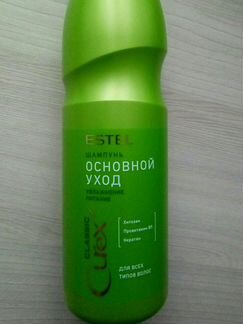 ESTEL
ШАМПУНЬ
ОСНОВНОЙ
УХОД
УВЛАЖНЕНИЕ
ПИТАНИЕ
Хитозан
Провитамин B5
Кератин
CLASSIC
Curex
ДЛЯ ВСЕХ
ТИПОВ ВОЛОС